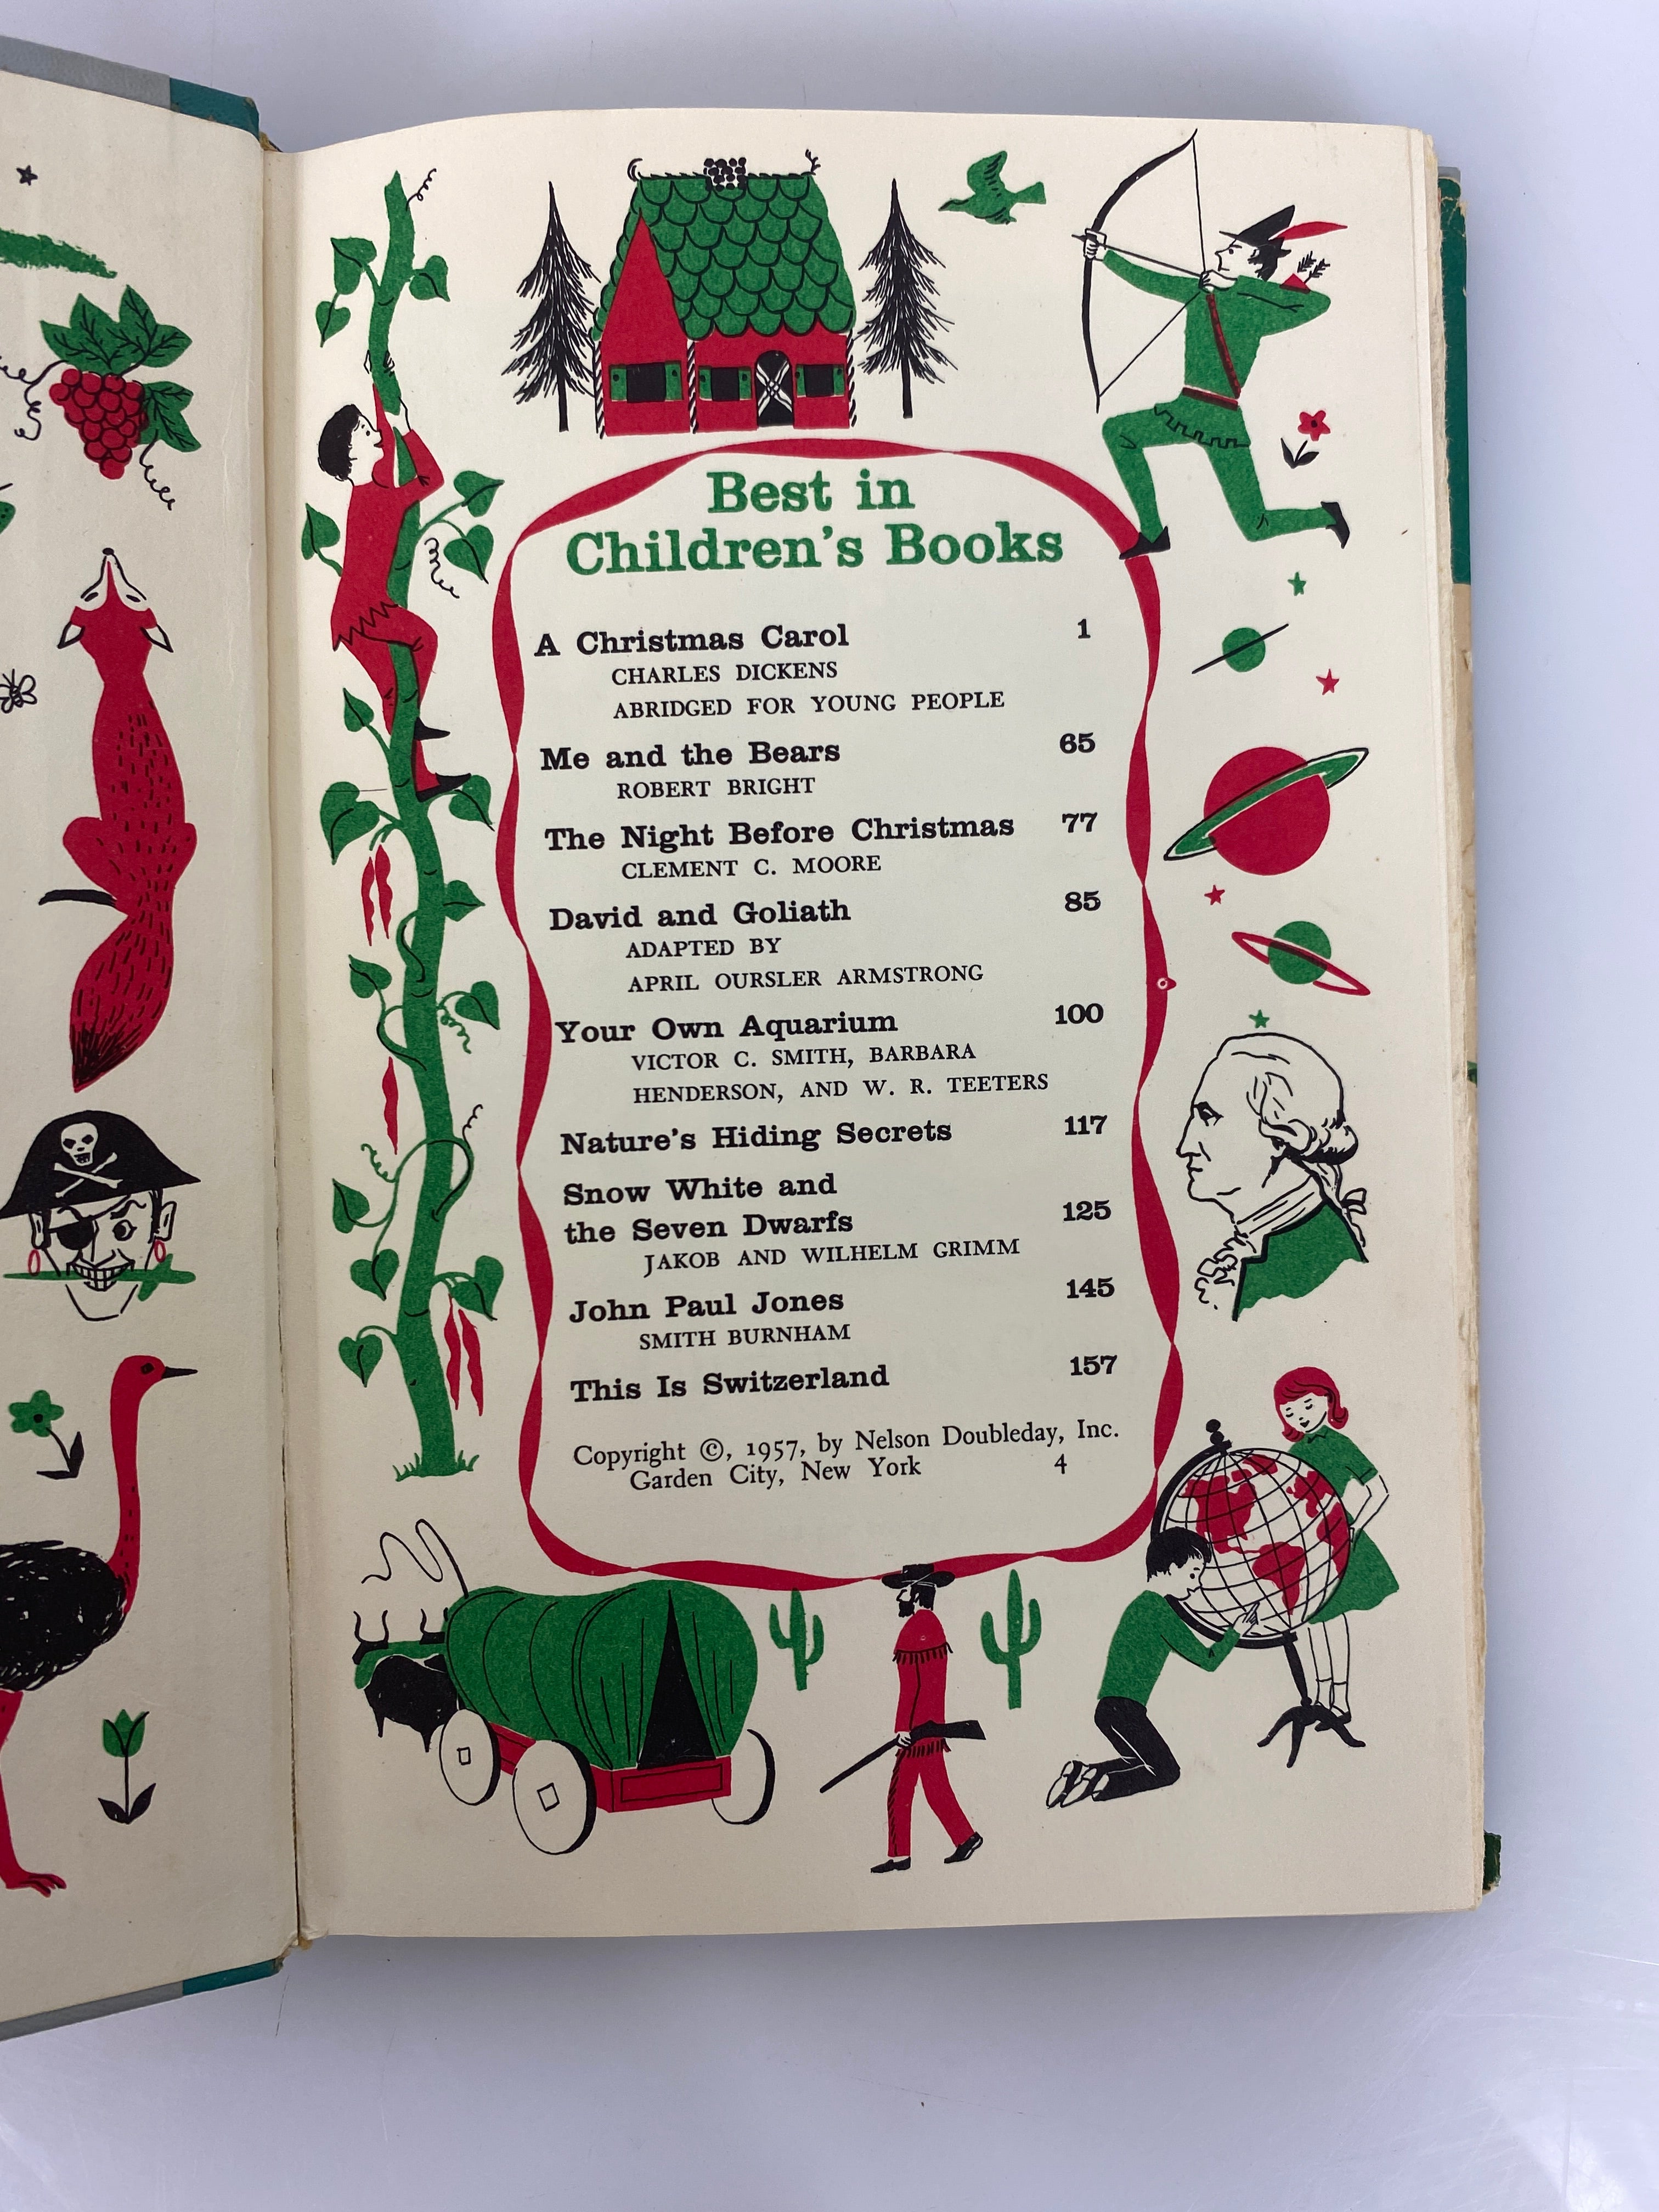 Best in
Children's Books
A Christmas Carol 1
CHARLES DICKENS
ABRIDGED FOR YOUNG PEOPLE
Me and the Bears 65
ROBERT BRIGHT
The Night Before Christmas 77
CLEMENT C. MOORE
David and Goliath 85
ADAPTED BY
APRIL OURSLER ARMSTRONG
Your Own Aquarium 100
VICTOR C. SMITH, BARBARA
HENDERSON, AND W. R. TEETERS
Nature's Hiding Secrets 117
Snow White and
the Seven Dwarfs 125
JAKOB AND WILHELM GRIMM
John Paul Jones 145
SMITH BURNHAM
This Is Switzerland 157
Copyright ©, 1957, by Nelson Doubleday, Inc.
Garden City, New York 4